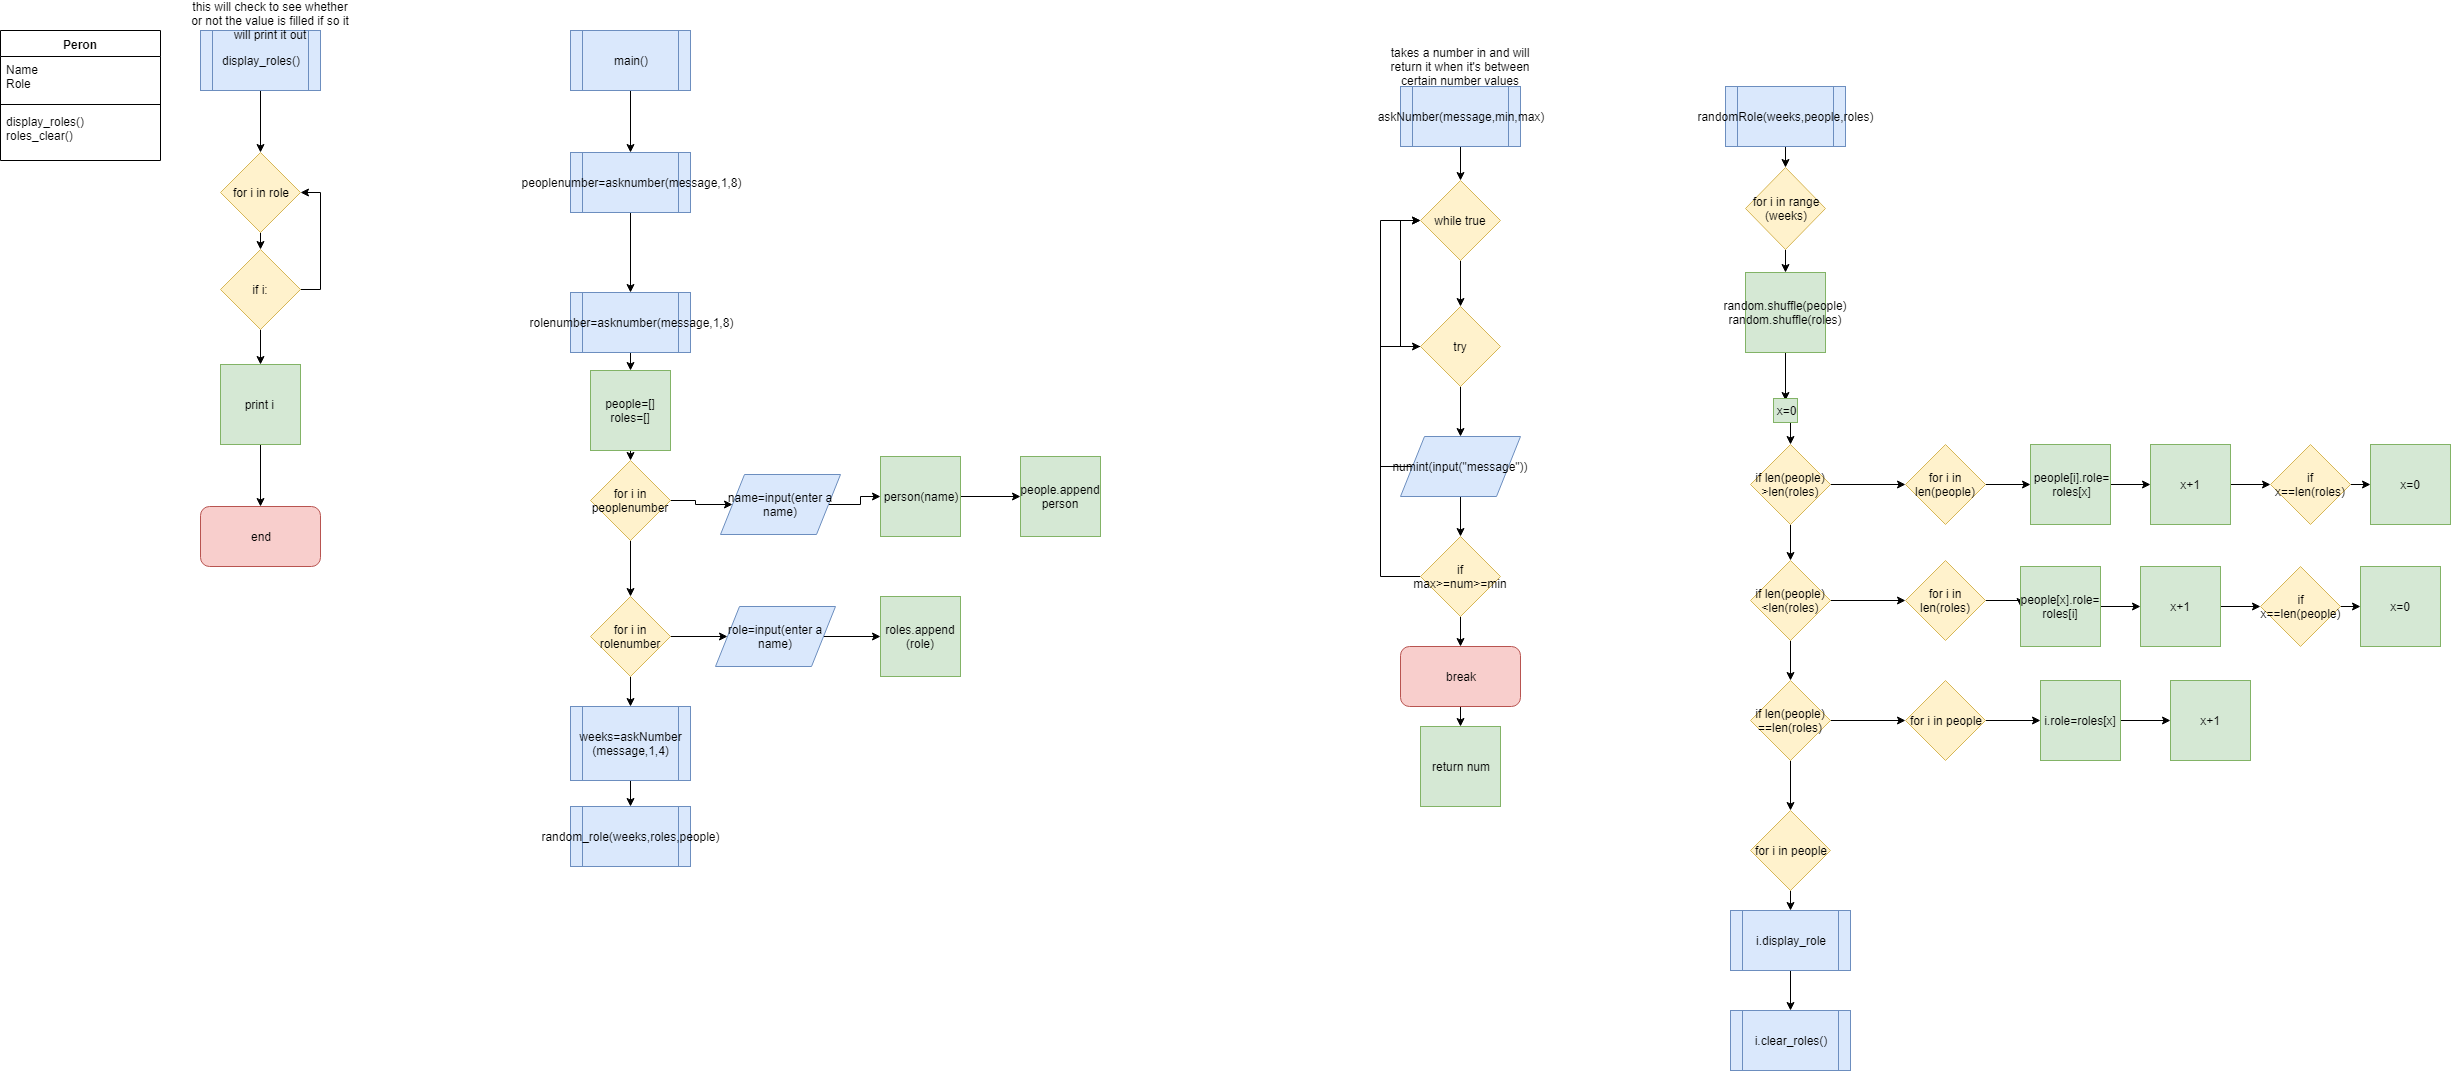 this will check to see whether
or not the value is filled if so it
will print it out
Peron
Name
Role
display_roles()
roles_clear()
display_roles()
for i in role
if i:
print i
end
main()
peoplenumber=asknumber(message,1,8)
rolenumber=asknumber(message,1,8)
people=[]
roles=[]
for i in
peoplenumber
name=input(enter a
name)
person(name)
people.append
person
for i in
rolenumber
role=input(enter a
name)
roles.append
(role)
weeks=askNumber
(message,1,4)
random_role(weeks,roles,people)
takes a number in and will
return it when it's between
certain number values
askNumber(message,min,max)
while true
try
numint(input("message"))
if
max>=num>=min
break
return num
randomRole(weeks,people,roles)
for i in range
(weeks)
random.shuffle(people)
random.shuffle(roles)
x=0
if len(people)
>len(roles)
for i in
len(people)
people[i].role=
roles[x]
x+1
if
x==len(roles)
x=0
if len(people)
<len(roles)
for i in
len(roles)
people[x].role=
roles[i]
x+1
if
x==len(people)
x=0
if len(people)
==len(roles)
for i in people
i.role=roles[x]
x+1
for i in people
i.display_role
i.clear_roles()